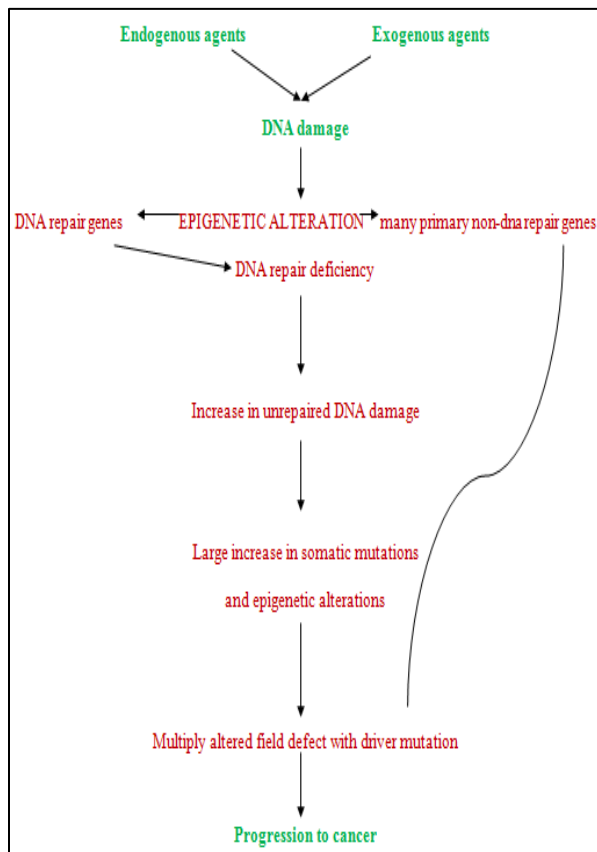 Endogenous agents
Exogenous agents
DNA damage
DNA repair genes
EPIGENETIC ALTERATION
many primary non-dna repair genes
DNA repair deficiency
Increase in unrepaired DNA damage
Large increase in somatic mutations
and epigenetic alterations
Multiply altered field defect with driver mutation
Progression to cancer